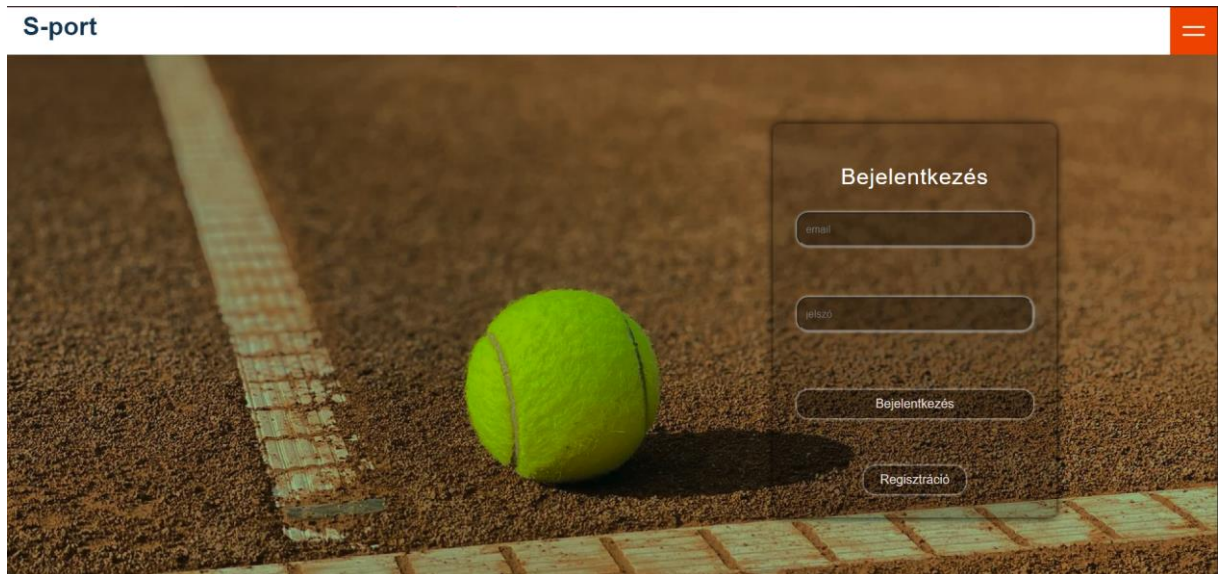 S-port
Bejelentkezés
email
jelszó
Bejelentkezés
Regisztráció